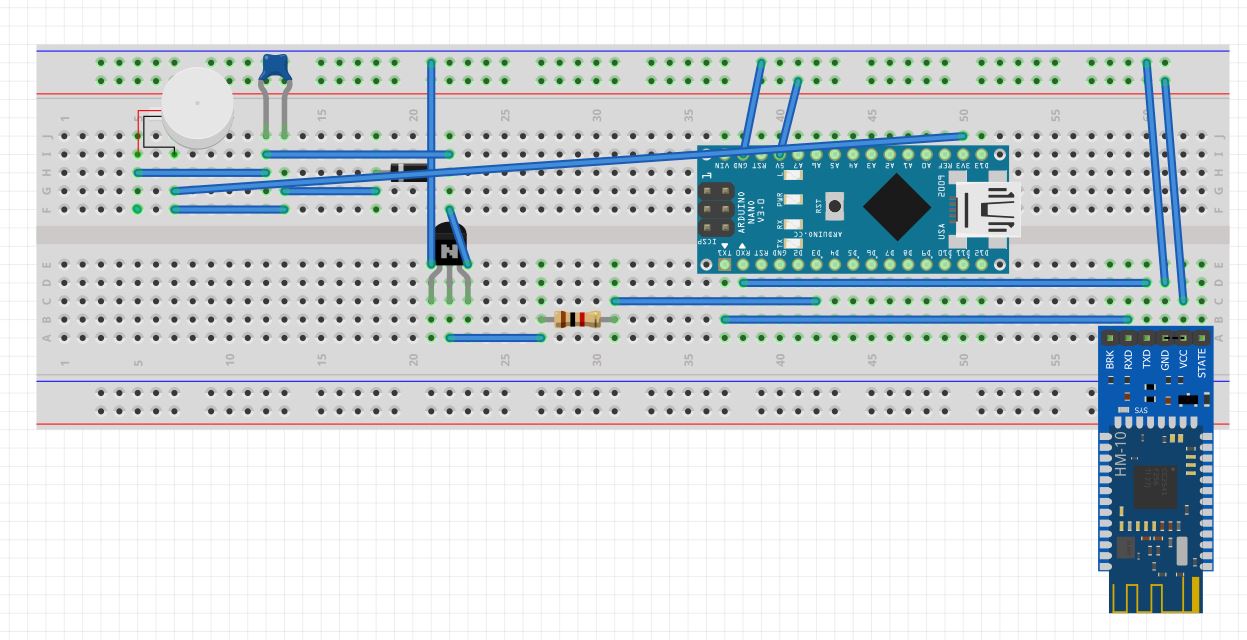 1 5 10 15 20 25 30 35 40 45 50 55 60
J J
I I
H H
G G
F F
VIN GND RST 5V A7 A6 A5 A4 A3 A2 A1 A0 REF 3V3 D13
1
L
PWR
RX
TX
RST
2009
USA
ARDUINO
NANO
V3.0
ARDUINO.CC
ICSP
TX1 RX0 RST GND D2 D3 D4 D5 D6 D7 D8 D9 D10 D11 D12
E E
D D
C C
B B
A A
1 5 10 15 20 25 30 35 40 45 50 55
BRK RXD TXD GND VCC STATE
SYS
HM-10